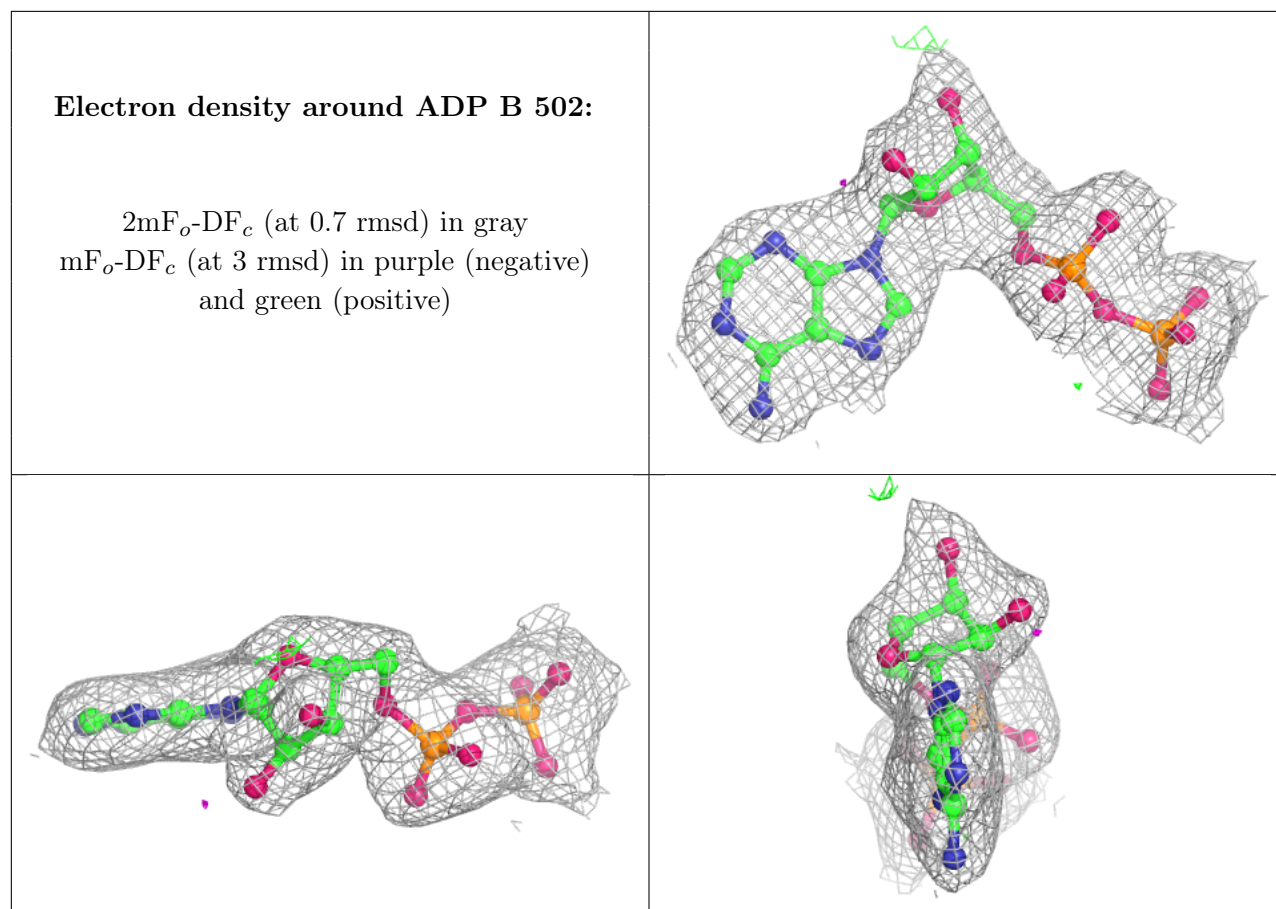 Electron density around ADP B 502:
2mFo-DFc (at 0.7 rmsd) in gray
mFo-DFc (at 3 rmsd) in purple (negative)
and green (positive)